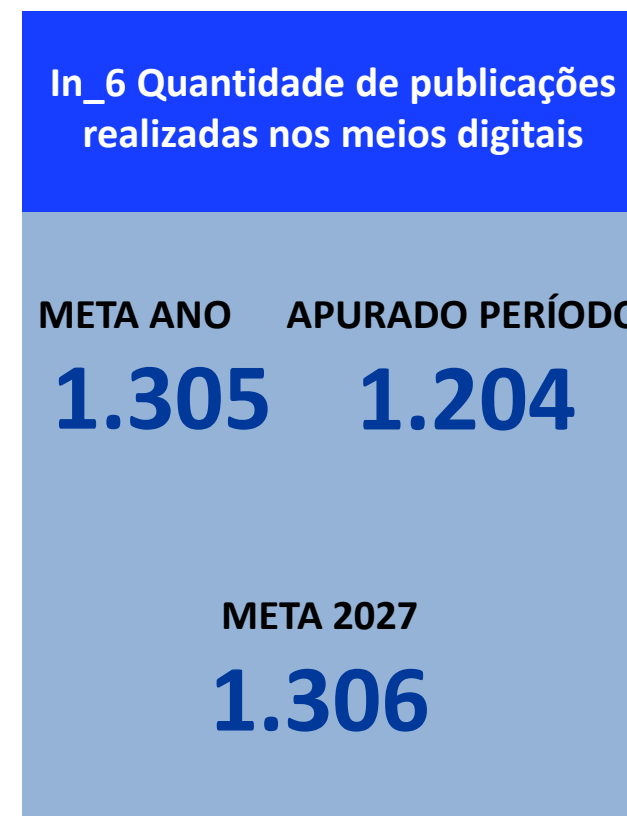 In_6 Quantidade de publicações
realizadas nos meios digitais
META ANO APURADO PERÍODO
1.305 1.204
META 2027
1.306